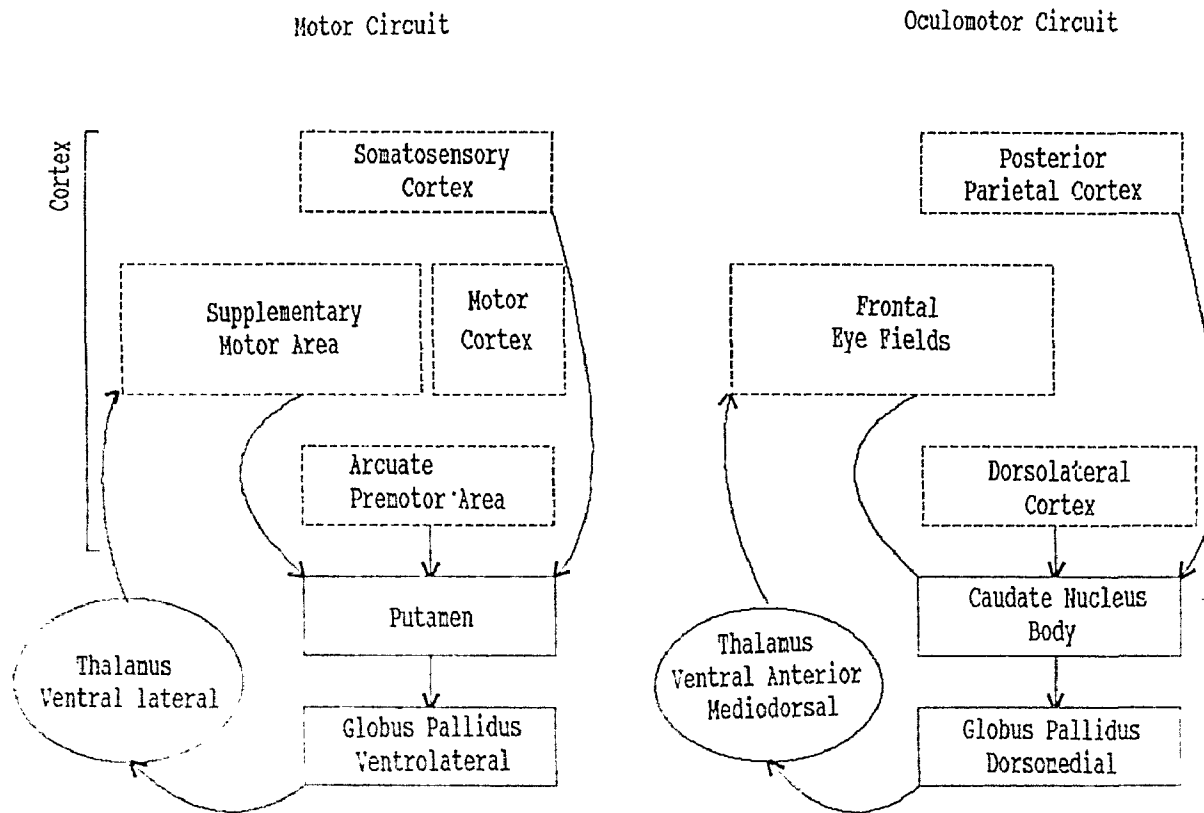 Motor Circuit
Oculomotor Circuit
Cortex
Somatosensory
Cortex
Supplementary
Motor Area
Motor
Cortex
Arcuate
Premotor Area
Putamen
Thalamus
Ventral lateral
Globus Pallidus
Ventrolateral
Posterior
Parietal Cortex
Frontal
Eye Fields
Dorsolateral
Cortex
Caudate Nucleus
Body
Thalamus
Ventral Anterior
Mediodorsal
Globus Pallidus
Dorsomedial